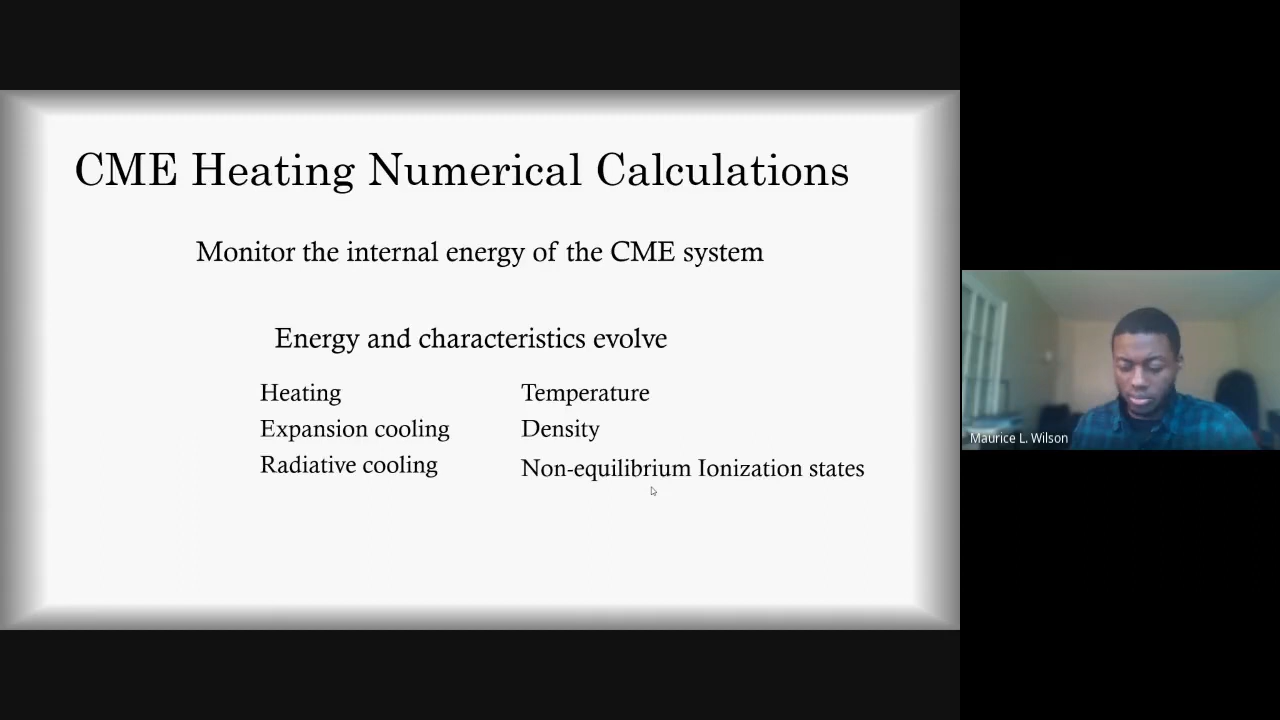 CME Heating Numerical Calculations
Monitor the internal energy of the CME system
Energy and characteristics evolve
Heating
Expansion cooling
Radiative cooling
Temperature
Density
Non-equilibrium Ionization states
Maurice L. Wilson